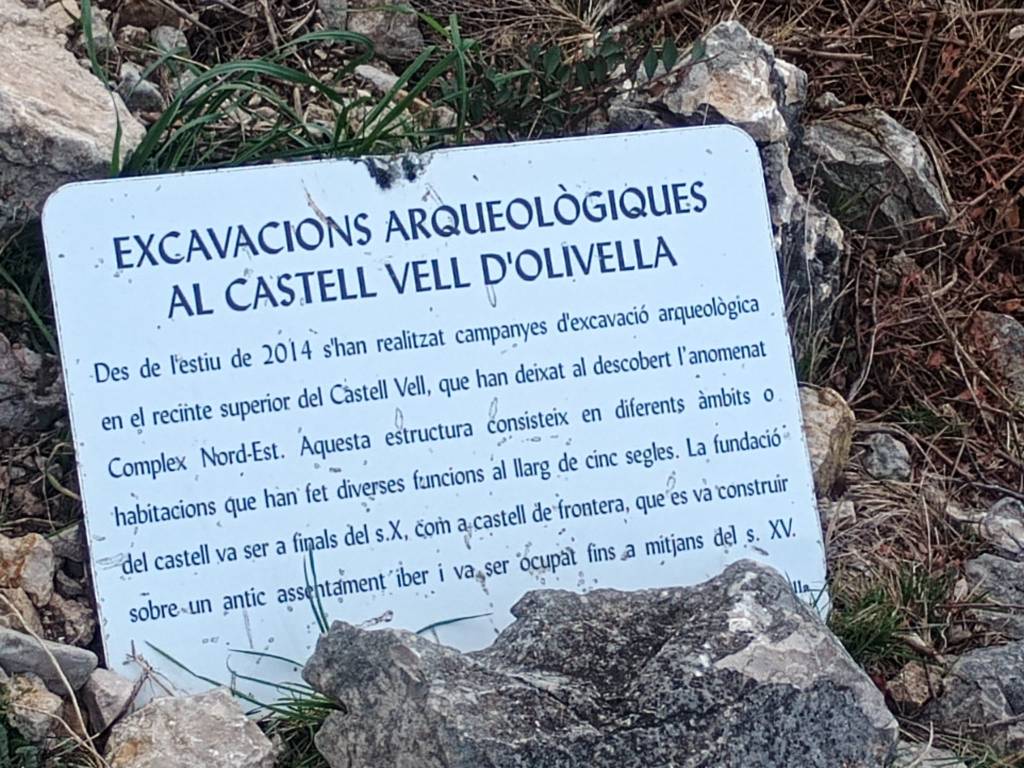 EXCAVACIONS ARQUEOLÒGIQUES
AL CASTELL VELL D'OLIVELLA
Des de l'estiu de 2014 s'han realitzat campanyes d'excavació arqueològica
en el recinte superior del Castell Vell, que han deixat al descobert l'anomenat
Complex Nord-Est. Aquesta estructura consisteix en diferents àmbits o
habitacions que han fet diverses funcions al llarg de cinc segles. La fundació
del castell va ser a finals del s.X, com a castell de frontera, que es va construir
sobre un antic assentament iber i va ser ocupat fins a mitjans del s. XV.